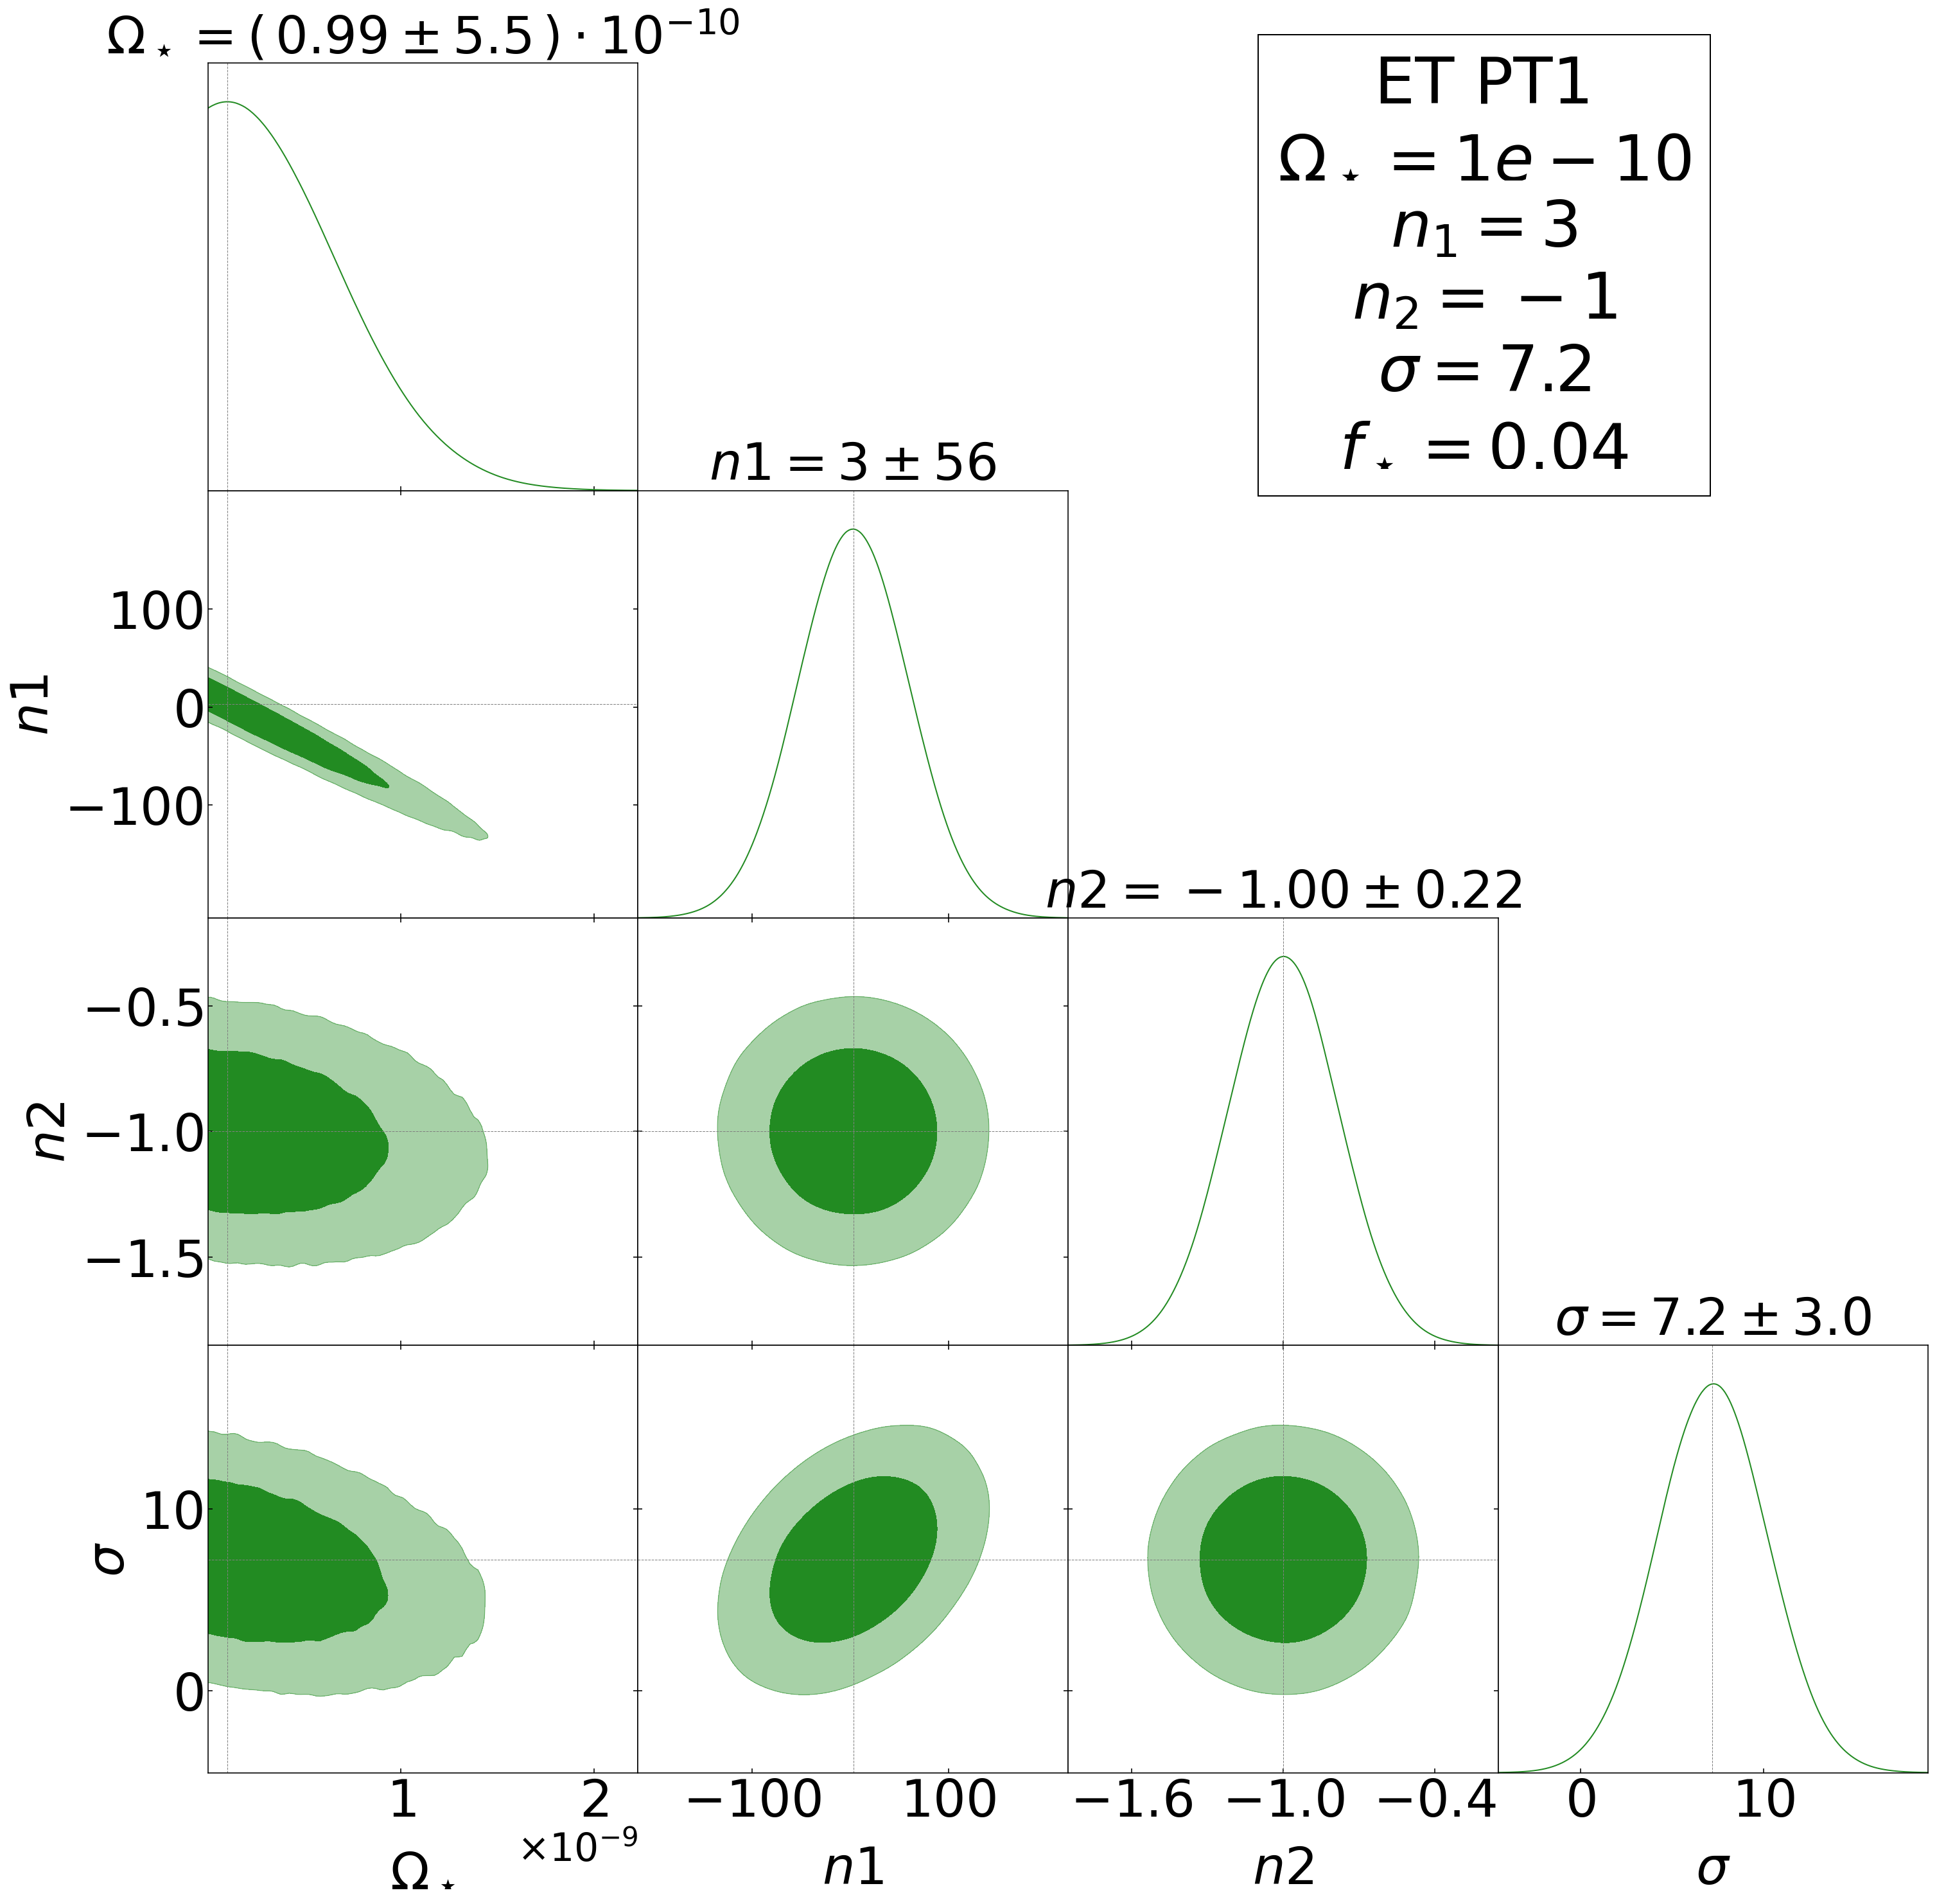 Ω⋆ = ( 0.99 ± 5.5 ) · 10⁻¹⁰
ET PT1
Ω⋆ = 1e − 10
n₁ = 3
n₂ = − 1
σ = 7.2
f⋆ = 0.04
n1 = 3 ± 56
100
0
−100
n1
n2 = − 1.00 ± 0.22
−0.5
−1.0
−1.5
n2
σ = 7.2 ± 3.0
10
0
σ
1 2 −100 100 −1.6 −1.0 −0.4 0 10
×10⁻⁹
Ω⋆ n1 n2 σ